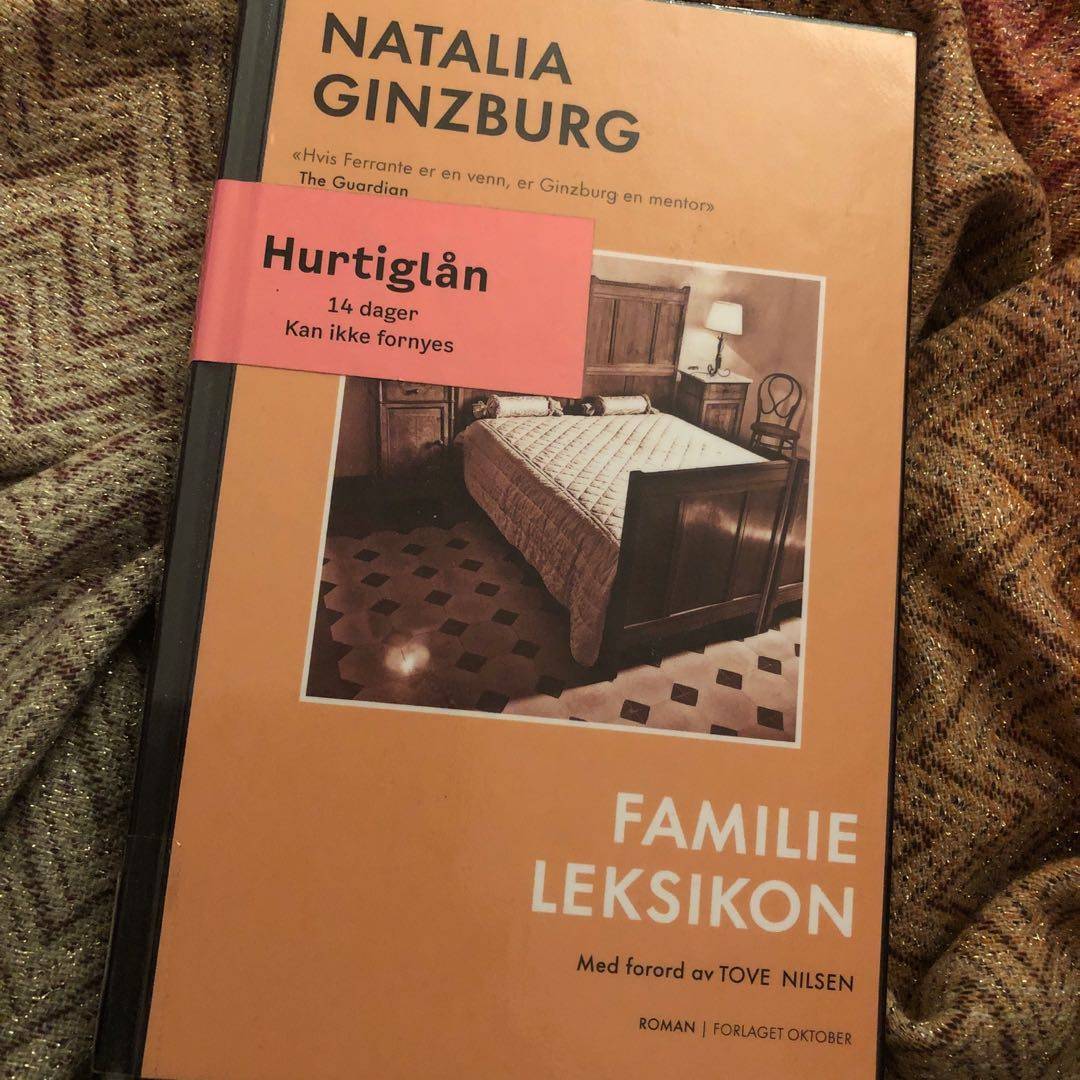 NATALIA
GINZBURG
«Hvis Ferrante er en venn, er Ginzburg en mentor»
The Guardian
Hurtiglån
14 dager
Kan ikke fornyes
FAMILIE
LEKSIKON
Med forord av TOVE NILSEN
ROMAN | FORLAGET OKTOBER